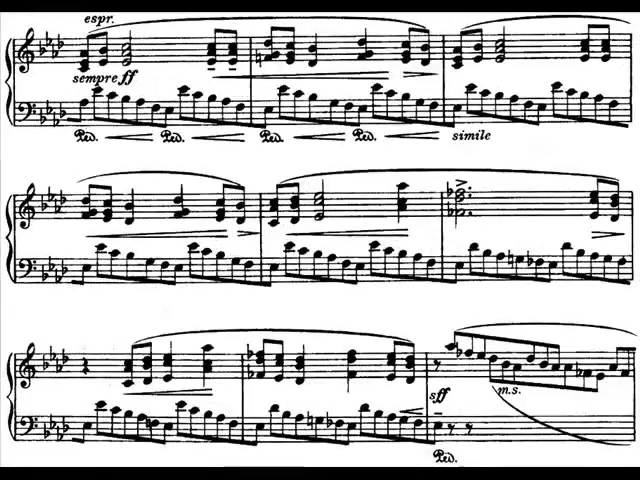 espr.
sempre ff
Ped. Ped. Ped. Ped. simile
sff
m.s.
Ped.